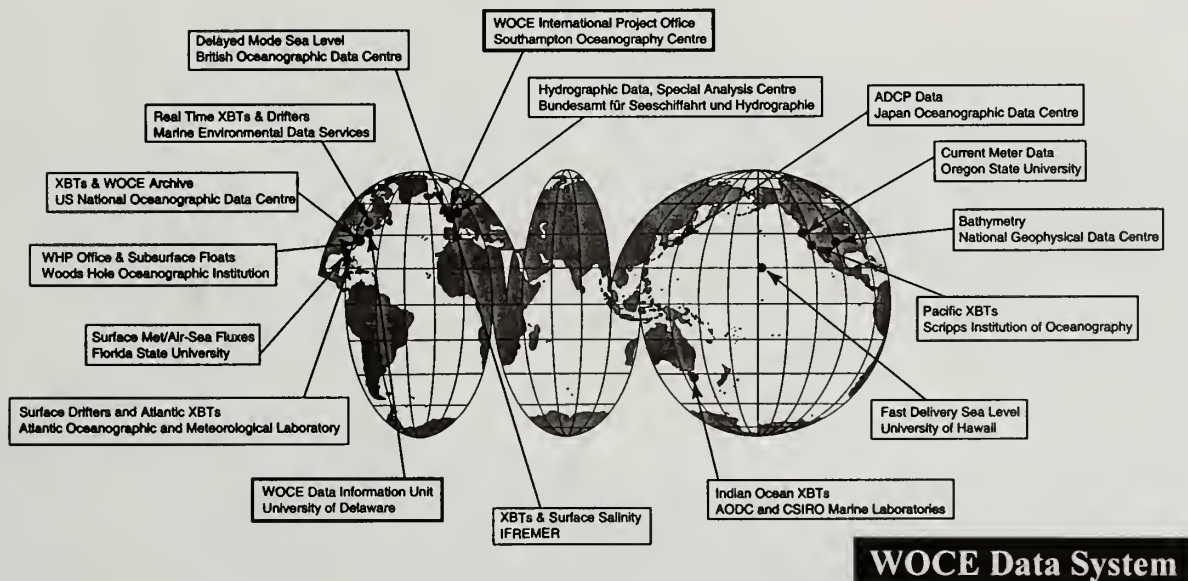 WOCE International Project Office
Southampton Oceanography Centre
Delayed Mode Sea Level
British Oceanographic Data Centre
Hydrographic Data, Special Analysis Centre
Bundesamt für Seeschiffahrt und Hydrographie
ADCP Data
Japan Oceanographic Data Centre
Real Time XBTs & Drifters
Marine Environmental Data Services
Current Meter Data
Oregon State University
XBTs & WOCE Archive
US National Oceanographic Data Centre
Bathymetry
National Geophysical Data Centre
WHP Office & Subsurface Floats
Woods Hole Oceanographic Institution
Pacific XBTs
Scripps Institution of Oceanography
Surface Met/Air-Sea Fluxes
Florida State University
Surface Drifters and Atlantic XBTs
Atlantic Oceanographic and Meteorological Laboratory
Fast Delivery Sea Level
University of Hawaii
WOCE Data Information Unit
University of Delaware
Indian Ocean XBTs
AODC and CSIRO Marine Laboratories
XBTs & Surface Salinity
IFREMER
WOCE Data System